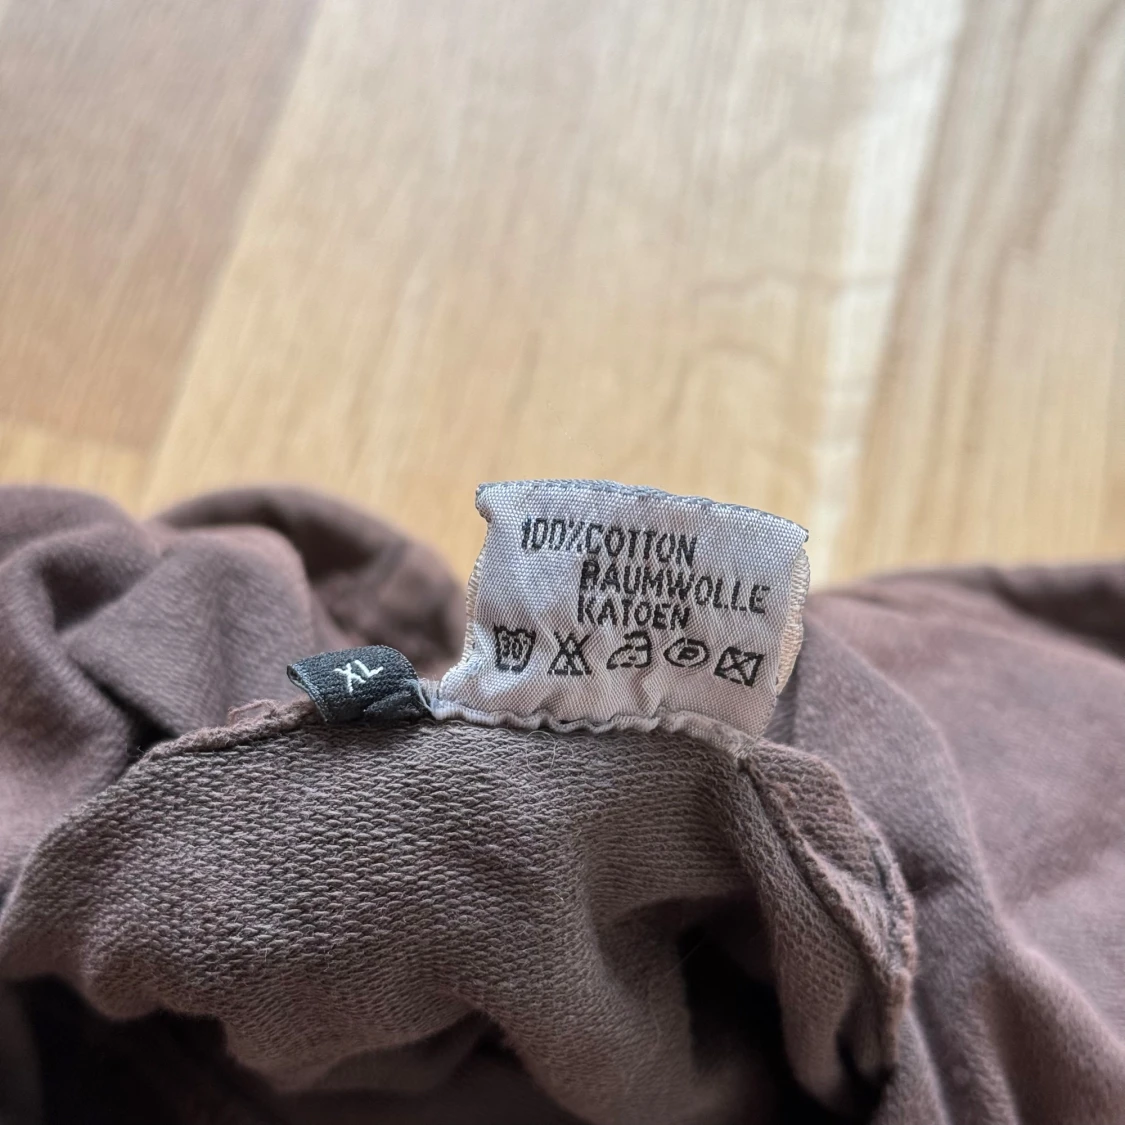 100%COTTON
BAUMWOLLE
KATOEN
30°
P
XL